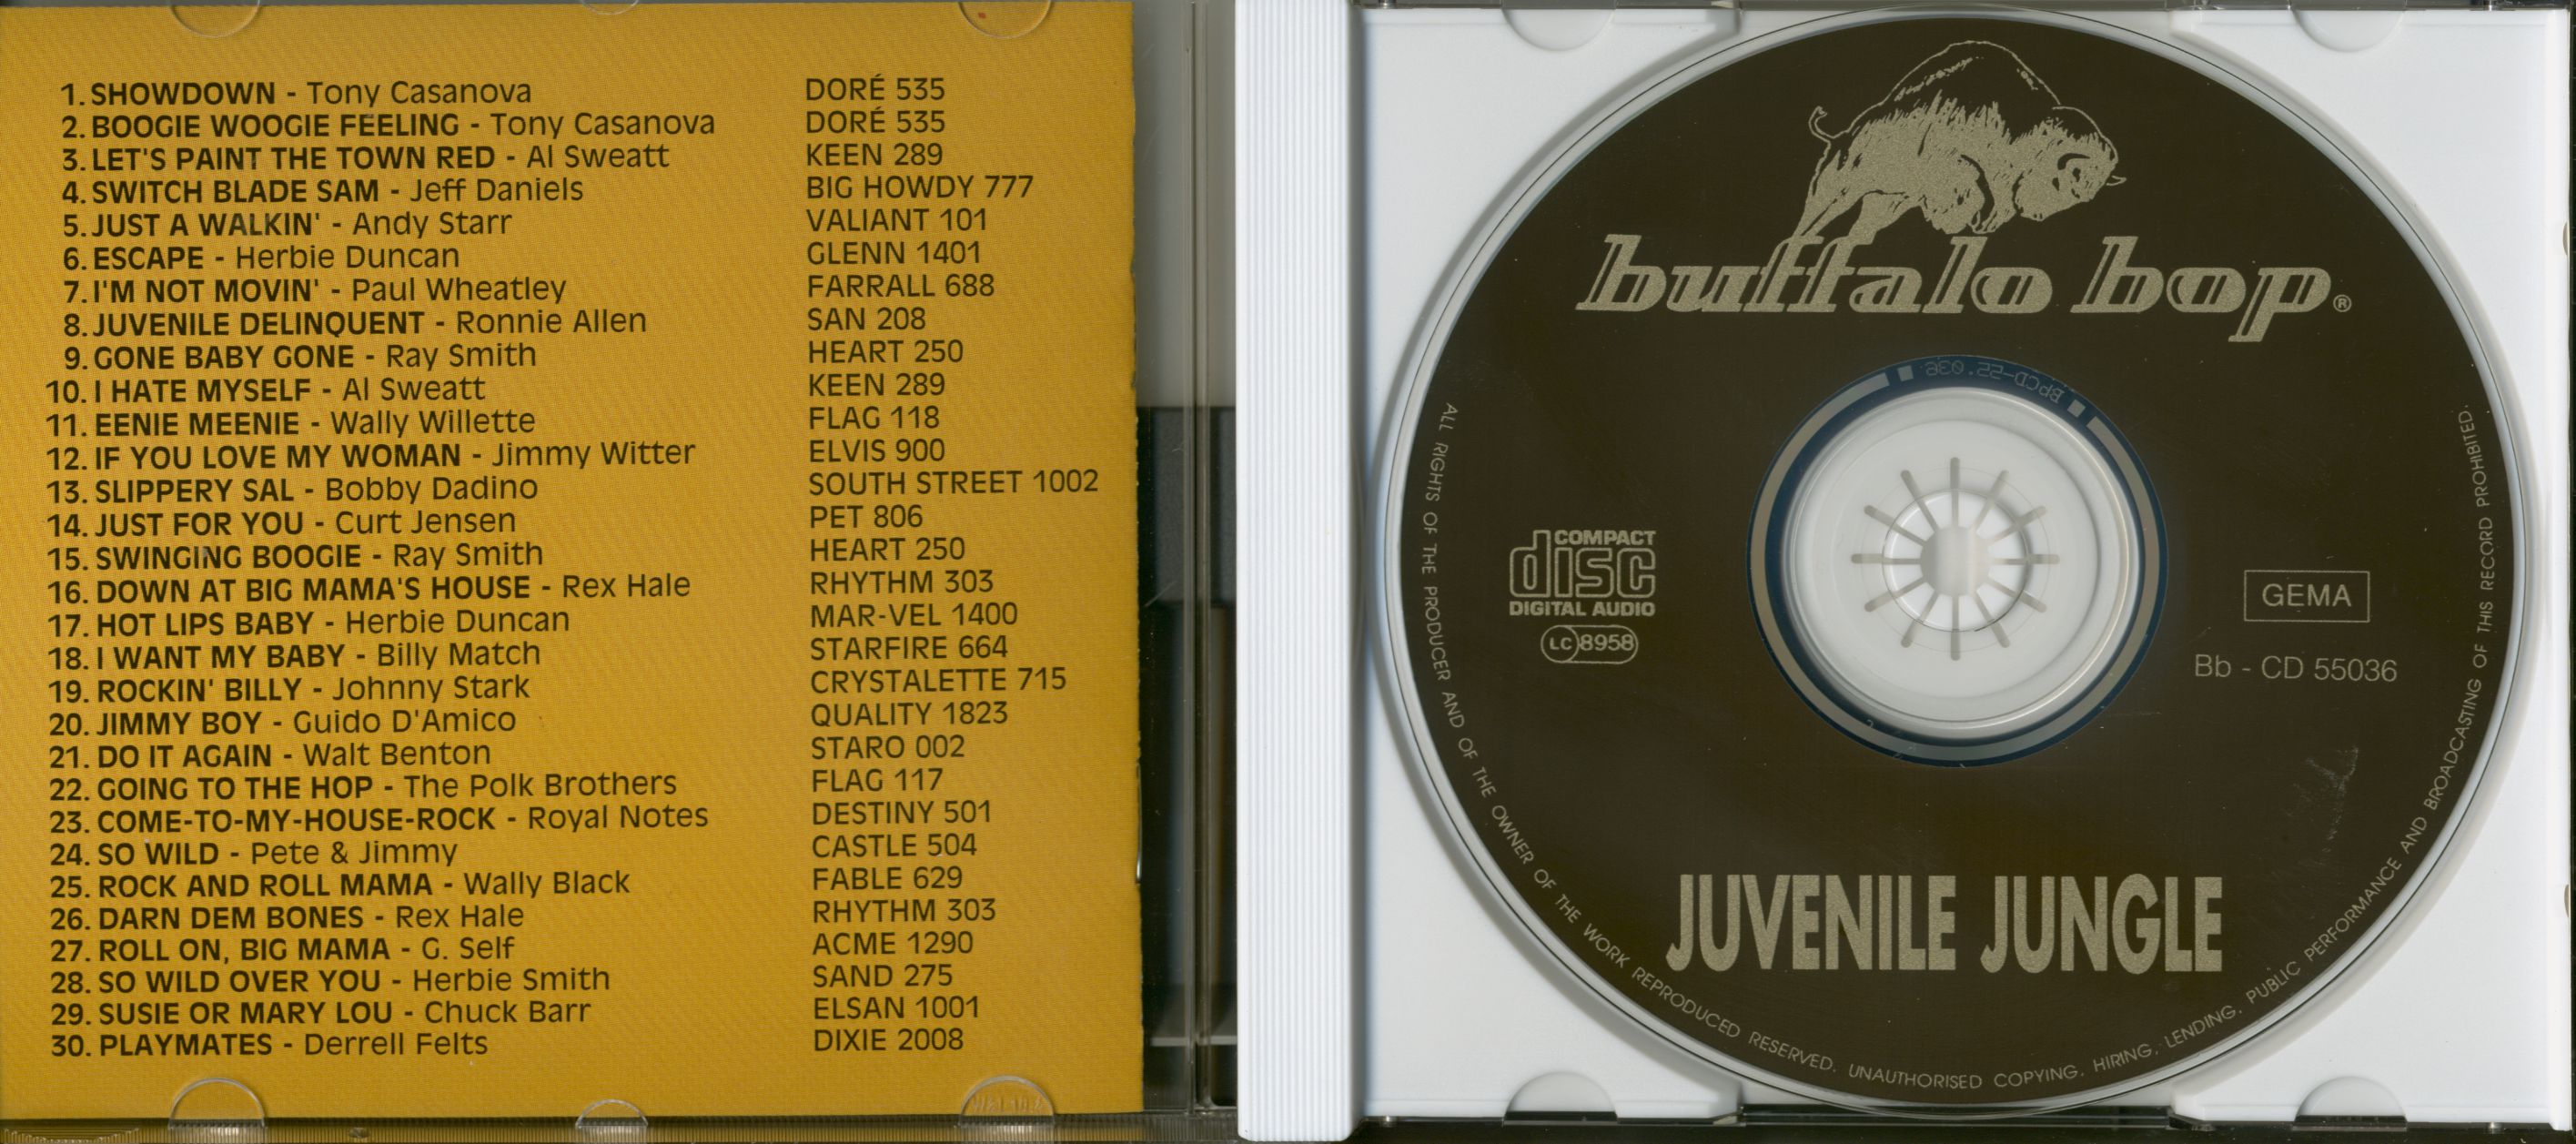 1. SHOWDOWN - Tony Casanova DORÉ 535
2. BOOGIE WOOGIE FEELING - Tony Casanova DORÉ 535
3. LET'S PAINT THE TOWN RED - Al Sweatt KEEN 289
4. SWITCH BLADE SAM - Jeff Daniels BIG HOWDY 777
5. JUST A WALKIN' - Andy Starr VALIANT 101
6. ESCAPE - Herbie Duncan GLENN 1401
7. I'M NOT MOVIN' - Paul Wheatley FARRALL 688
8. JUVENILE DELINQUENT - Ronnie Allen SAN 208
9. GONE BABY GONE - Ray Smith HEART 250
10. I HATE MYSELF - Al Sweatt KEEN 289
11. EENIE MEENIE - Wally Willette FLAG 118
12. IF YOU LOVE MY WOMAN - Jimmy Witter ELVIS 900
13. SLIPPERY SAL - Bobby Dadino SOUTH STREET 1002
14. JUST FOR YOU - Curt Jensen PET 806
15. SWINGING BOOGIE - Ray Smith HEART 250
16. DOWN AT BIG MAMA'S HOUSE - Rex Hale RHYTHM 303
17. HOT LIPS BABY - Herbie Duncan MAR-VEL 1400
18. I WANT MY BABY - Billy Match STARFIRE 664
19. ROCKIN' BILLY - Johnny Stark CRYSTALETTE 715
20. JIMMY BOY - Guido D'Amico QUALITY 1823
21. DO IT AGAIN - Walt Benton STARO 002
22. GOING TO THE HOP - The Polk Brothers FLAG 117
23. COME-TO-MY-HOUSE-ROCK - Royal Notes DESTINY 501
24. SO WILD - Pete & Jimmy CASTLE 504
25. ROCK AND ROLL MAMA - Wally Black FABLE 629
26. DARN DEM BONES - Rex Hale RHYTHM 303
27. ROLL ON, BIG MAMA - G. Self ACME 1290
28. SO WILD OVER YOU - Herbie Smith SAND 275
29. SUSIE OR MARY LOU - Chuck Barr ELSAN 1001
30. PLAYMATES - Derrell Felts DIXIE 2008
buffalo bop®
BPCD-55.036
COMPACT
disc
DIGITAL AUDIO
LC 8958
GEMA
Bb - CD 55036
JUVENILE JUNGLE
ALL RIGHTS OF THE PRODUCER AND OF THE OWNER OF THE WORK REPRODUCED RESERVED. UNAUTHORISED COPYING, HIRING, LENDING, PUBLIC PERFORMANCE AND BROADCASTING OF THIS RECORD PROHIBITED.